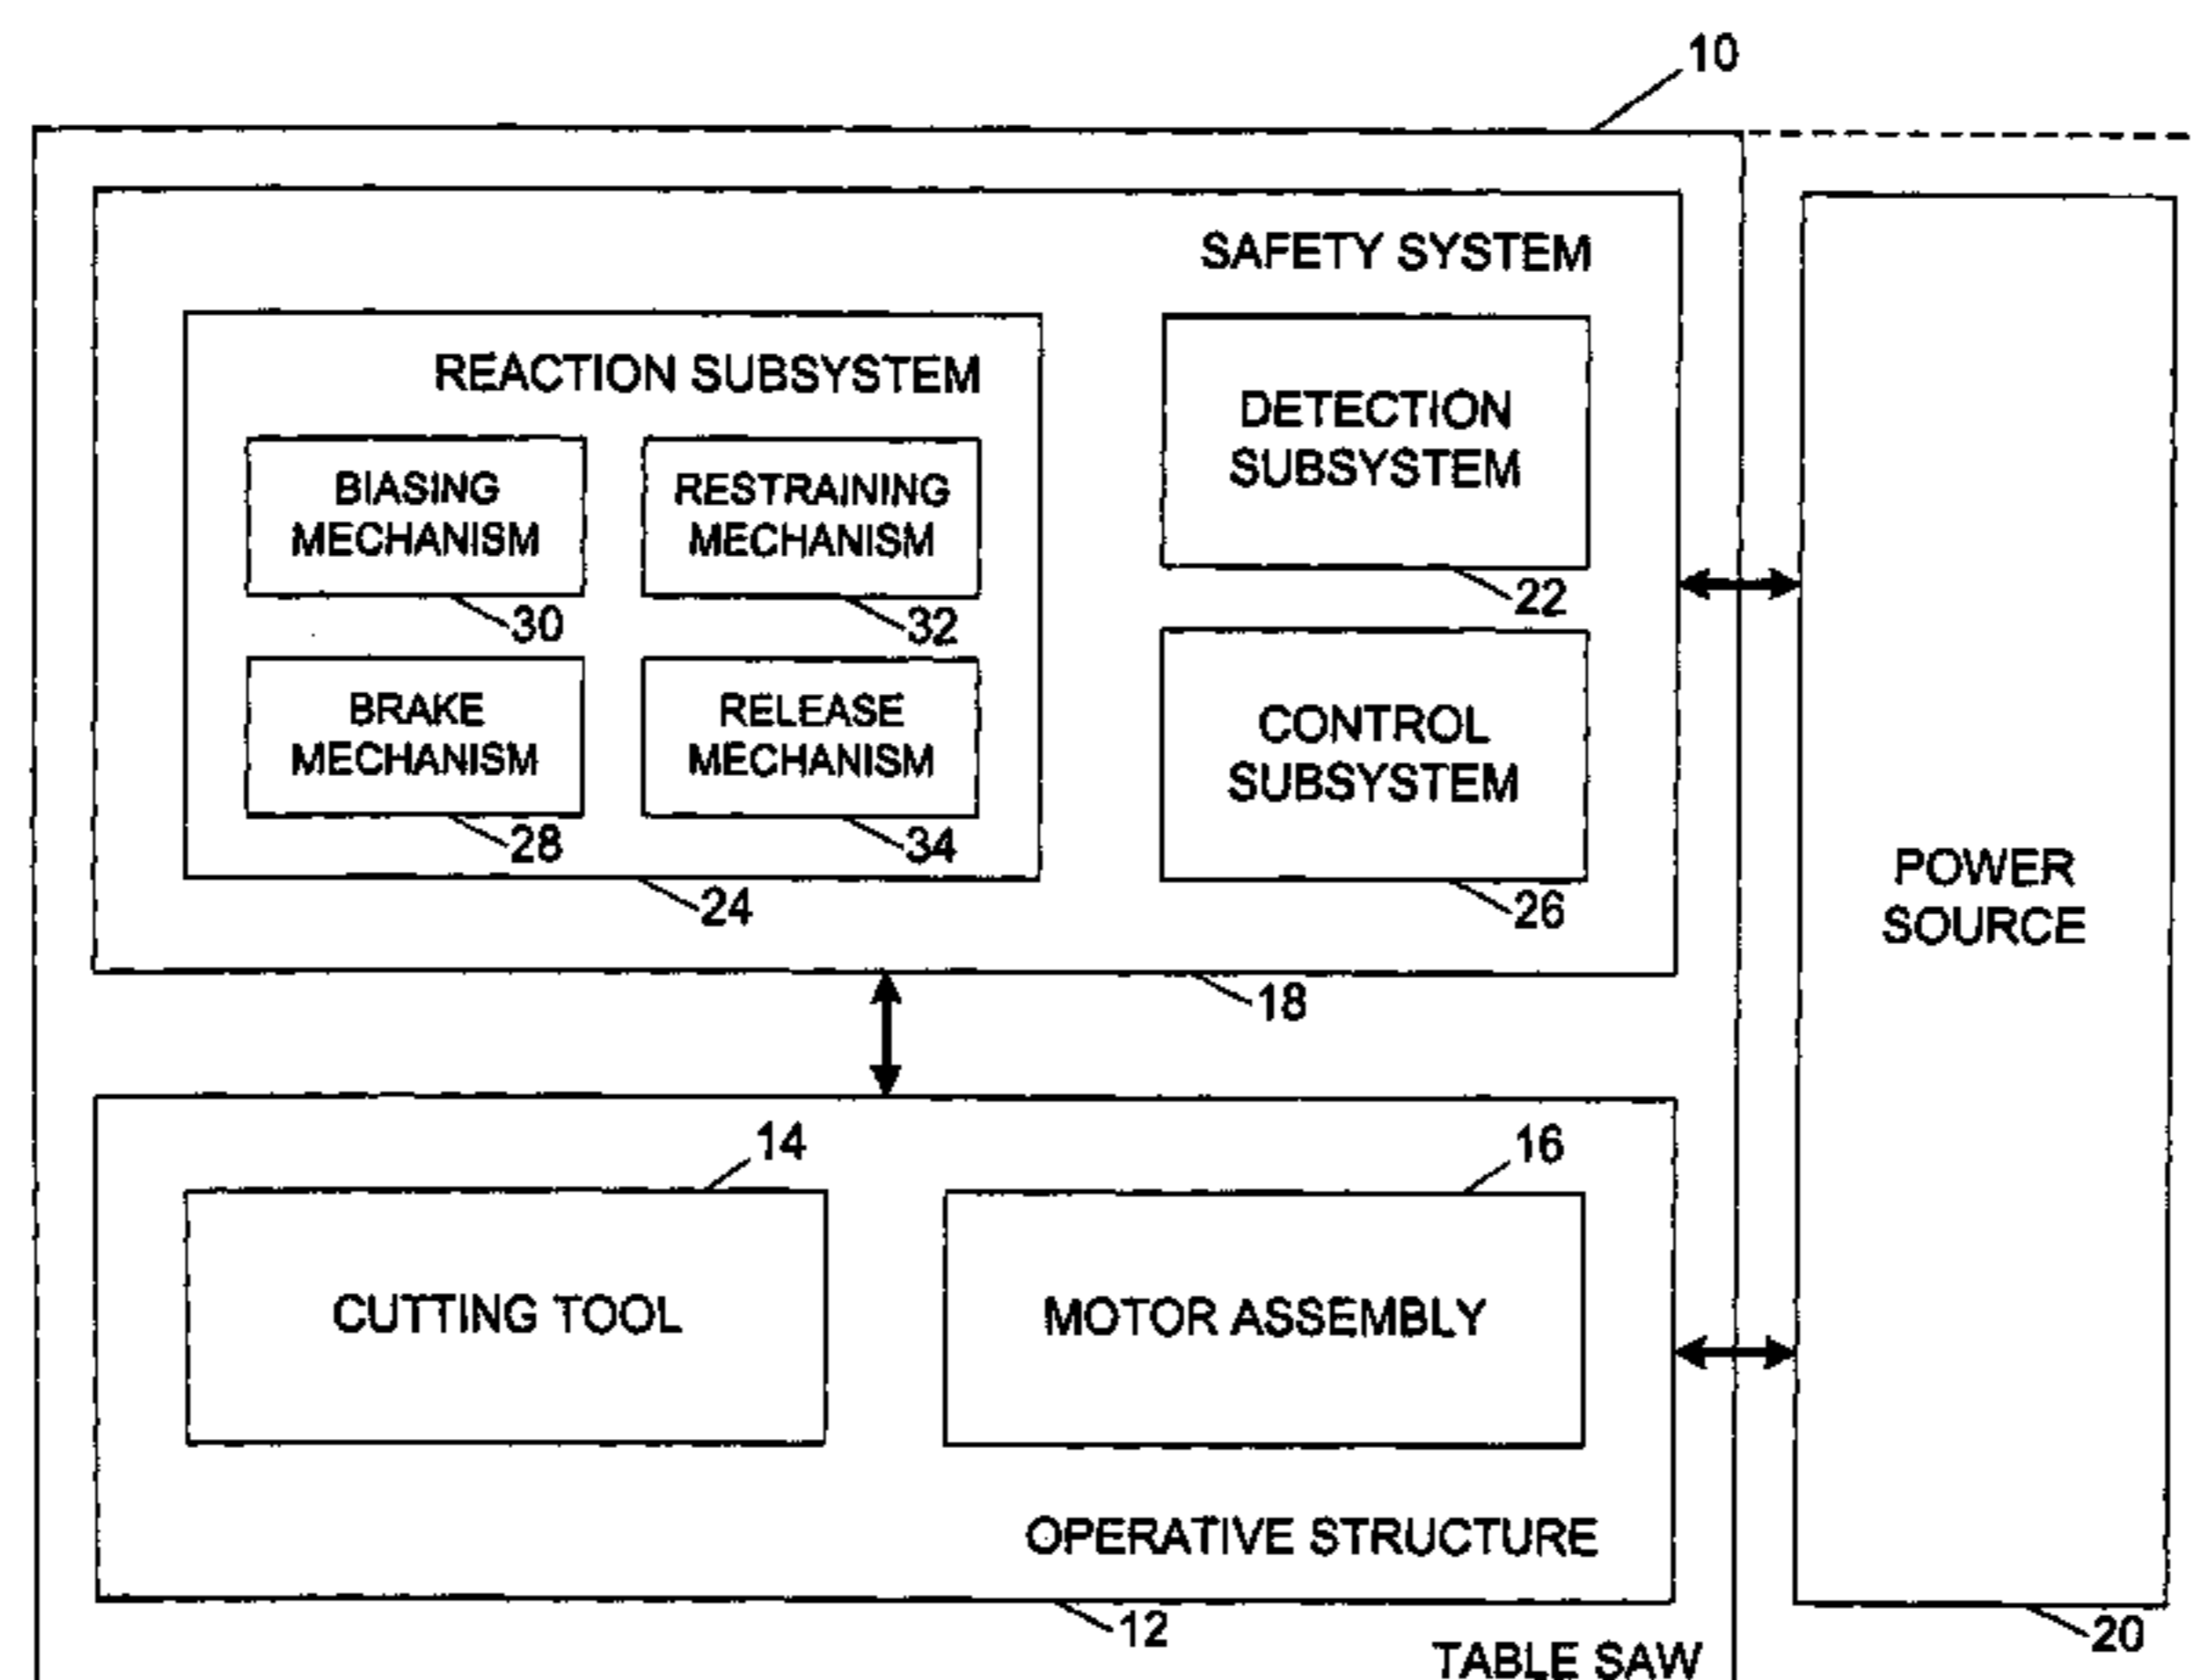 10
SAFETY SYSTEM
REACTION SUBSYSTEM
BIASING
MECHANISM
30
RESTRAINING
MECHANISM
32
BRAKE
MECHANISM
28
RELEASE
MECHANISM
34
24
DETECTION
SUBSYSTEM
22
CONTROL
SUBSYSTEM
26
18
POWER
SOURCE
20
14
CUTTING TOOL
16
MOTOR ASSEMBLY
OPERATIVE STRUCTURE
12
TABLE SAW